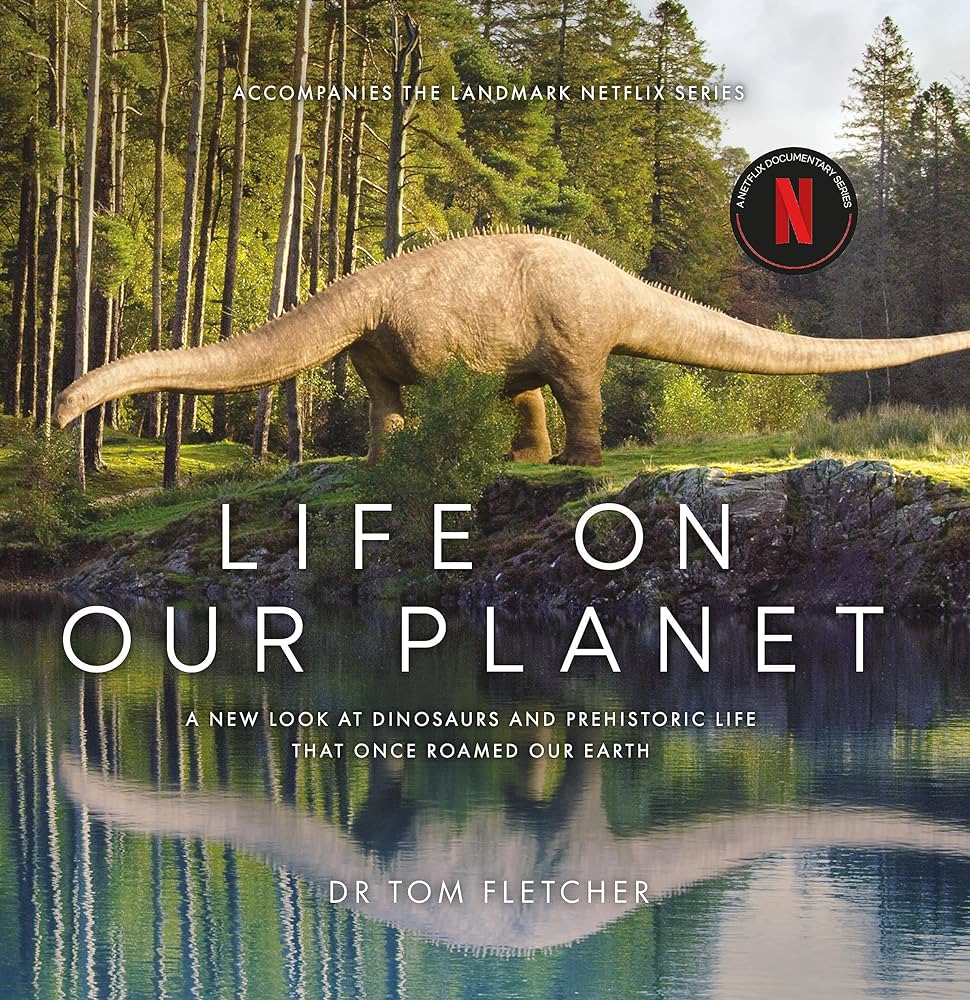 ACCOMPANIES THE LANDMARK NETFLIX SERIES
A NETFLIX DOCUMENTARY SERIES
N
LIFE ON
OUR PLANET
A NEW LOOK AT DINOSAURS AND PREHISTORIC LIFE
THAT ONCE ROAMED OUR EARTH
DR TOM FLETCHER